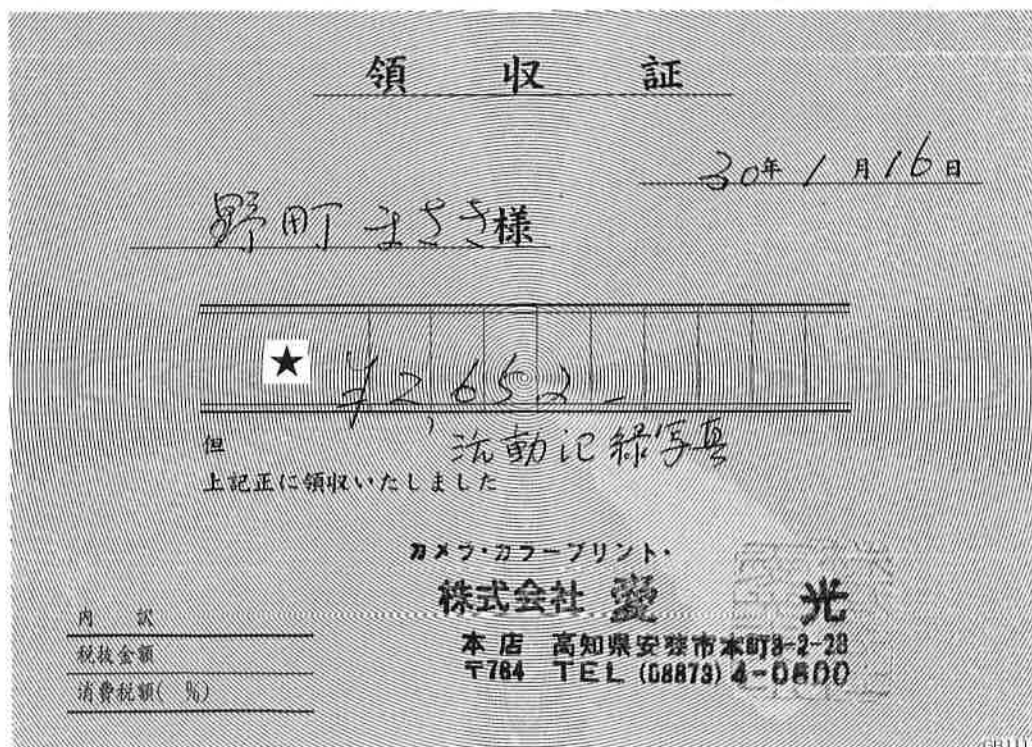 領収証
30年1月16日
野町まさき様
★ ¥2,652-
但 活動記録写真
上記正に領収いたしました
カメラ・カラープリント・
株式会社 愛光
本店 高知県安芸市本町3-2-23
〒784 TEL (08873) 4-0800
内訳
税抜金額
消費税額( %)